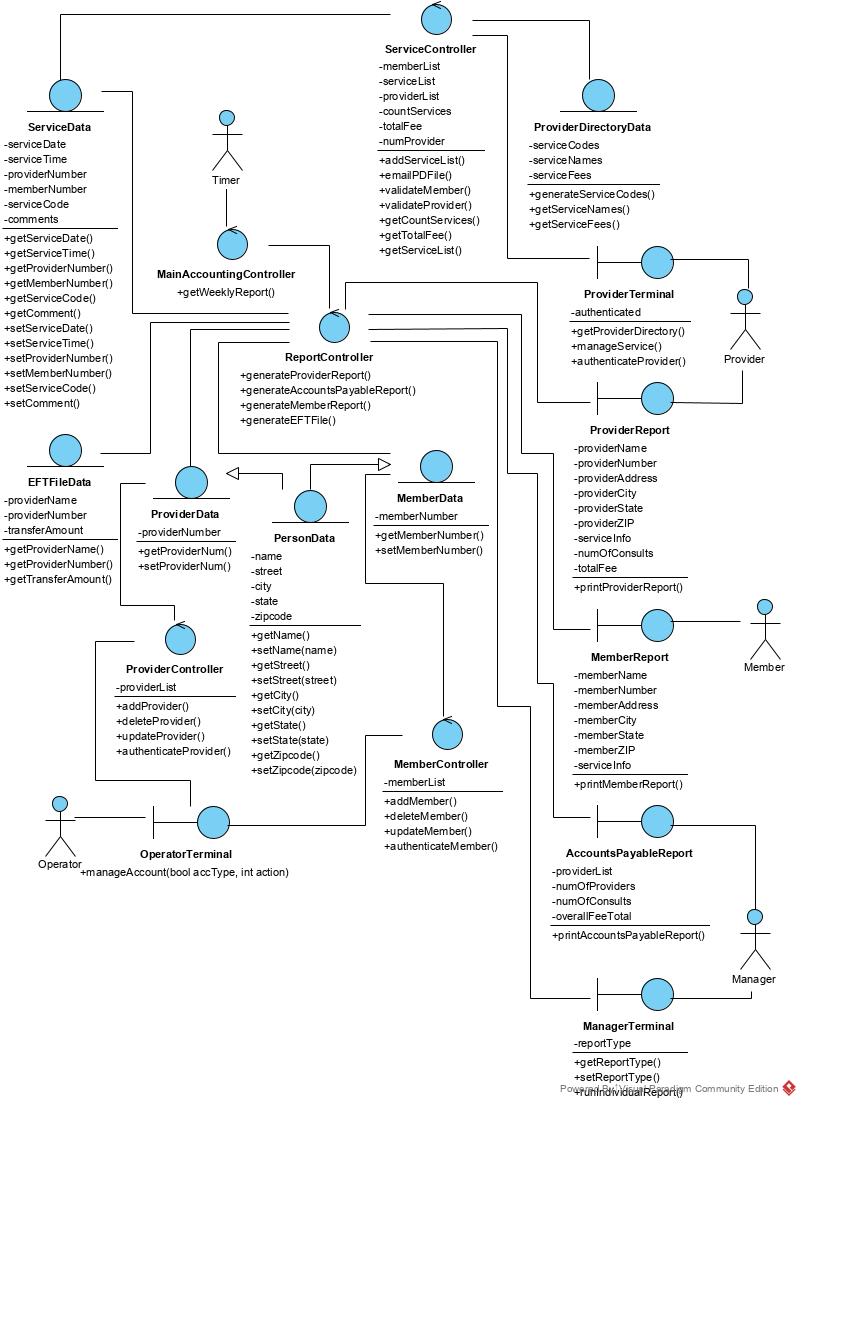 ServiceController
-memberList
-serviceList
-providerList
-countServices
-totalFee
-numProvider
+addServiceList()
+emailPDFile()
+validateMember()
+validateProvider()
+getCountServices()
+getTotalFee()
+getServiceList()
ServiceData
-serviceDate
-serviceTime
-providerNumber
-memberNumber
-serviceCode
-comments
+getServiceDate()
+getServiceTime()
+getProviderNumber()
+getMemberNumber()
+getServiceCode()
+getComment()
+setServiceDate()
+setServiceTime()
+setProviderNumber()
+setMemberNumber()
+setServiceCode()
+setComment()
Timer
MainAccountingController
+getWeeklyReport()
ProviderDirectoryData
-serviceCodes
-serviceNames
-serviceFees
+generateServiceCodes()
+getServiceNames()
+getServiceFees()
ProviderTerminal
-authenticated
+getProviderDirectory()
+manageService()
+authenticateProvider()
Provider
ReportController
+generateProviderReport()
+generateAccountsPayableReport()
+generateMemberReport()
+generateEFTFile()
ProviderReport
-providerName
-providerNumber
-providerAddress
-providerCity
-providerState
-providerZIP
-serviceInfo
-numOfConsults
-totalFee
+printProviderReport()
EFTFileData
-providerName
-providerNumber
-transferAmount
+getProviderName()
+getProviderNumber()
+getTransferAmount()
ProviderData
-providerNumber
+getProviderNum()
+setProviderNum()
PersonData
-name
-street
-city
-state
-zipcode
+getName()
+setName(name)
+getStreet()
+setStreet(street)
+getCity()
+setCity(city)
+getState()
+setState(state)
+getZipcode()
+setZipcode(zipcode)
MemberData
-memberNumber
+getMemberNumber()
+setMemberNumber()
ProviderController
-providerList
+addProvider()
+deleteProvider()
+updateProvider()
+authenticateProvider()
MemberReport
-memberName
-memberNumber
-memberAddress
-memberCity
-memberState
-memberZIP
-serviceInfo
+printMemberReport()
Member
MemberController
-memberList
+addMember()
+deleteMember()
+updateMember()
+authenticateMember()
Operator
OperatorTerminal
+manageAccount(bool accType, int action)
AccountsPayableReport
-providerList
-numOfProviders
-numOfConsults
-overallFeeTotal
+printAccountsPayableReport()
Manager
ManagerTerminal
-reportType
+getReportType()
+setReportType()
+runIndividualReport()
Powered By Visual Paradigm Community Edition